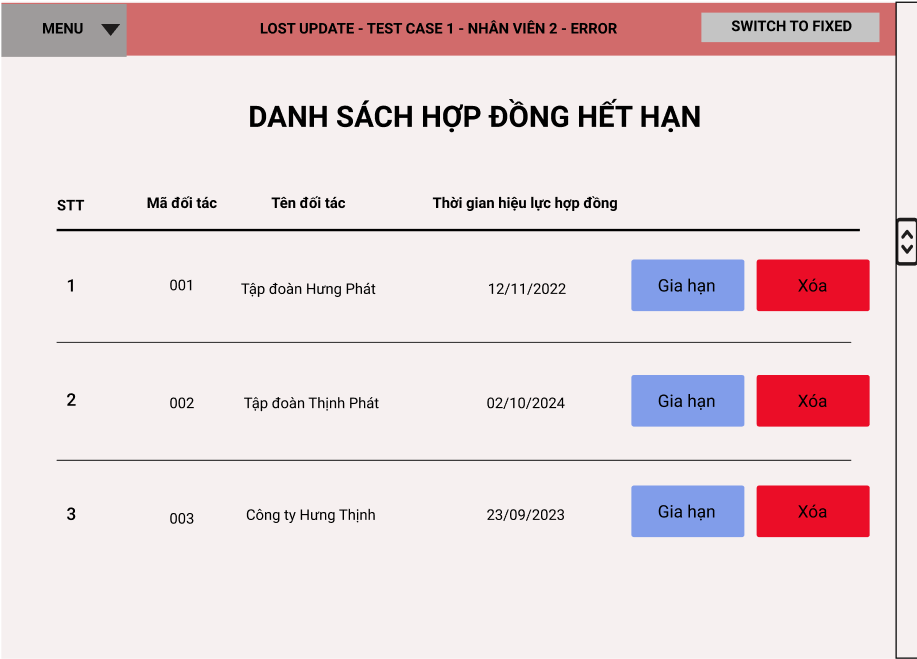 MENU LOST UPDATE - TEST CASE 1 - NHÂN VIÊN 2 - ERROR SWITCH TO FIXED
DANH SÁCH HỢP ĐỒNG HẾT HẠN
STT Mã đối tác Tên đối tác Thời gian hiệu lực hợp đồng
1 001 Tập đoàn Hưng Phát 12/11/2022 Gia hạn Xóa
2 002 Tập đoàn Thịnh Phát 02/10/2024 Gia hạn Xóa
3 003 Công ty Hưng Thịnh 23/09/2023 Gia hạn Xóa